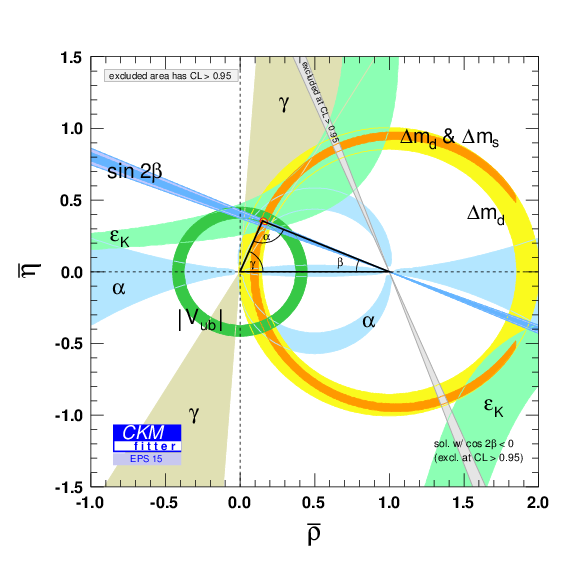 1.5
excluded area has CL > 0.95
excluded at CL > 0.95
γ
1.0
Δm_d & Δm_s
sin 2β
0.5
Δm_d
ε_K
α
γ
β
η̅
0.0
α
|V_ub|
α
-0.5
ε_K
γ
-1.0
CKM
fitter
EPS 15
sol. w/ cos 2β < 0
(excl. at CL > 0.95)
-1.5
-1.0 -0.5 0.0 0.5 1.0 1.5 2.0
ρ̅